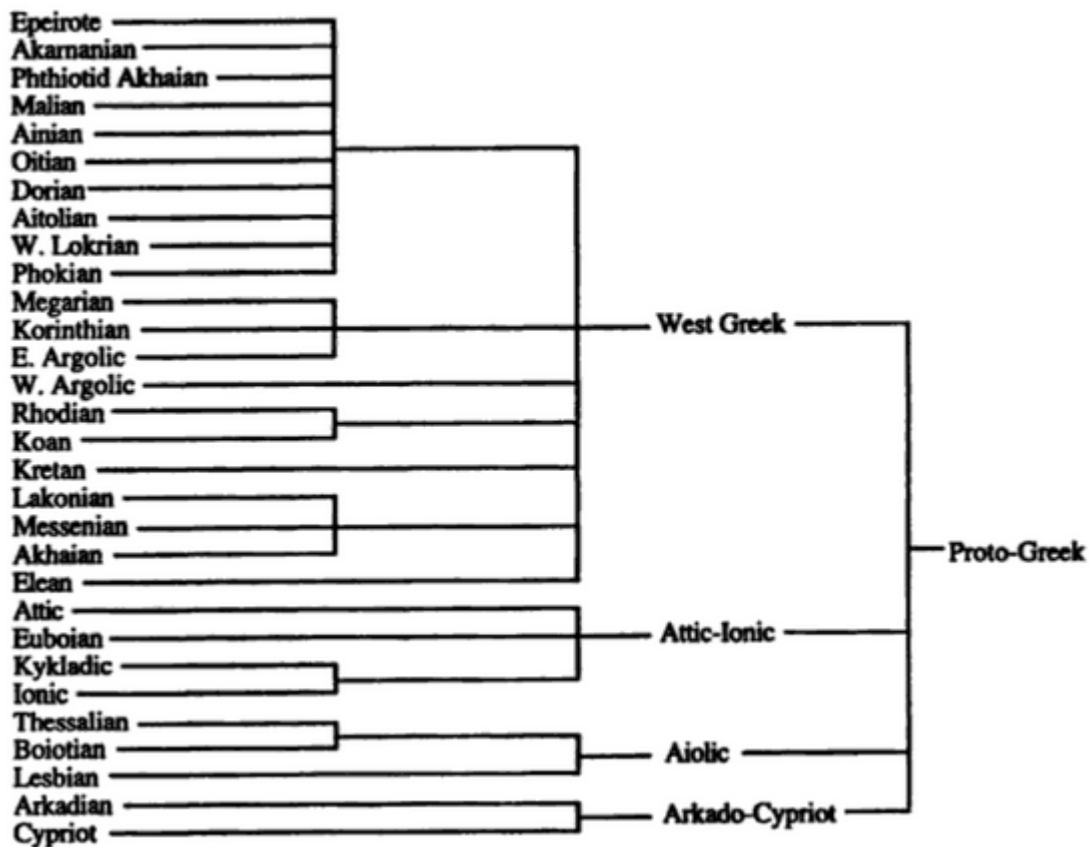 Epeirote
Akarnanian
Phthiotid Akhaian
Malian
Ainian
Oitian
Dorian
Aitolian
W. Lokrian
Phokian
Megarian
Korinthian
E. Argolic
W. Argolic
Rhodian
Koan
Kretan
Lakonian
Messenian
Akhaian
Elean
Attic
Euboian
Kykladic
Ionic
Thessalian
Boiotian
Lesbian
Arkadian
Cypriot
West Greek
Attic-Ionic
Aiolic
Arkado-Cypriot
Proto-Greek